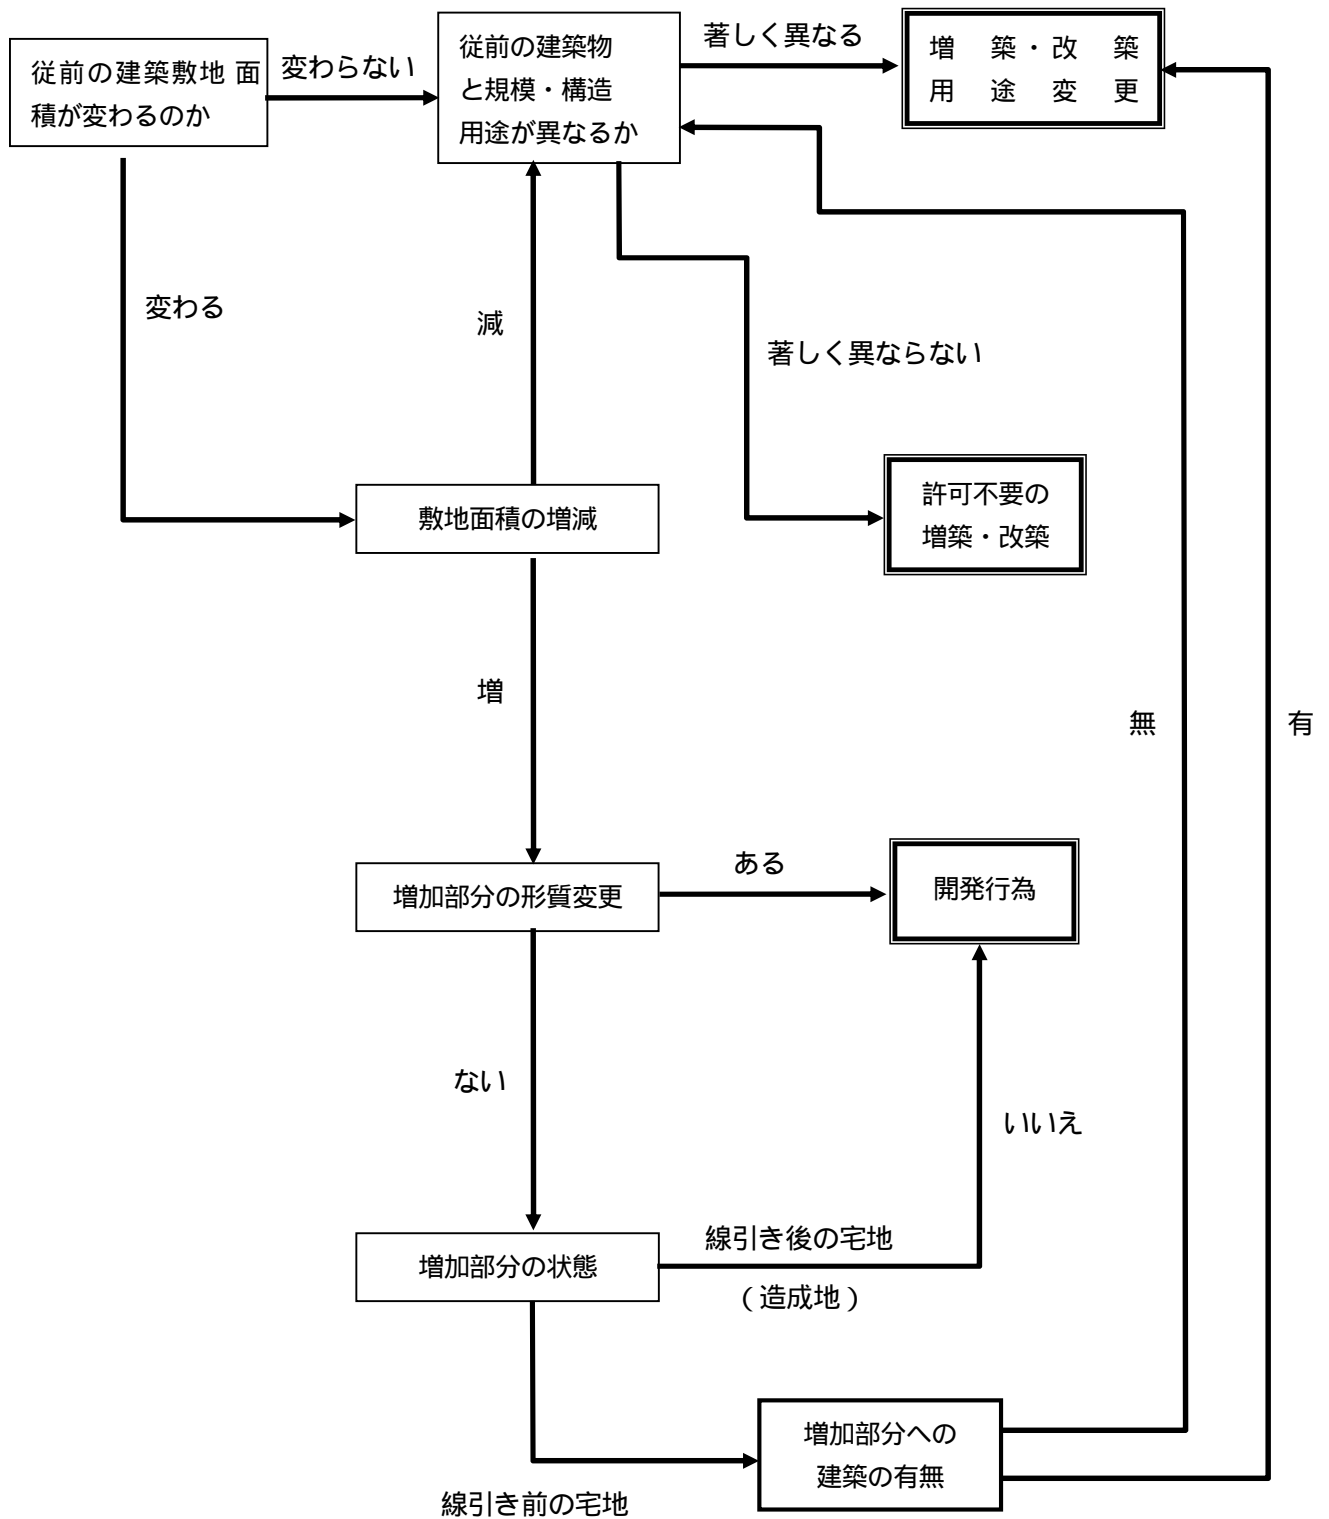 従前の建築敷地 面
積が変わるのか
変わらない
従前の建築物
と規模・構造
用途が異なるか
著しく異なる
増 築・改 築
用 途 変 更
変わる
減
著しく異ならない
敷地面積の増減
許可不要の
増築・改築
増
無
有
増加部分の形質変更
ある
開発行為
ない
いいえ
増加部分の状態
線引き後の宅地
(造成地)
増加部分への
建築の有無
線引き前の宅地